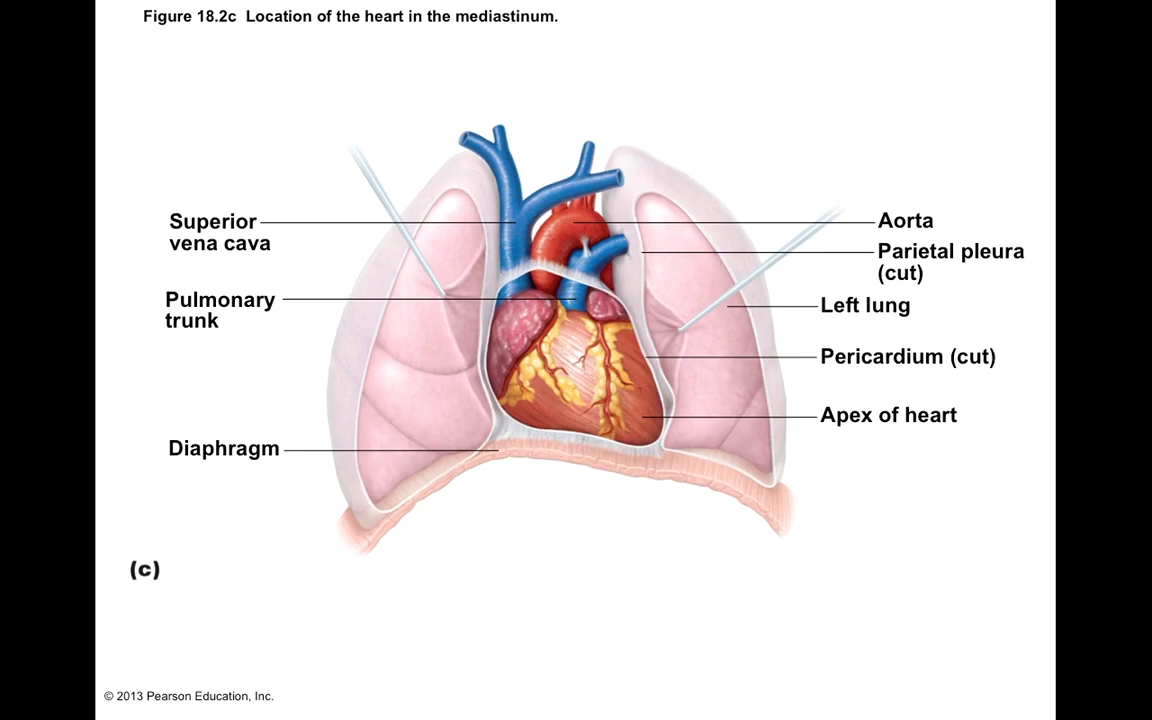 Figure 18.2c  Location of the heart in the mediastinum.
Superior
vena cava
Pulmonary
trunk
Diaphragm
Aorta
Parietal pleura
(cut)
Left lung
Pericardium (cut)
Apex of heart
(c)
© 2013 Pearson Education, Inc.